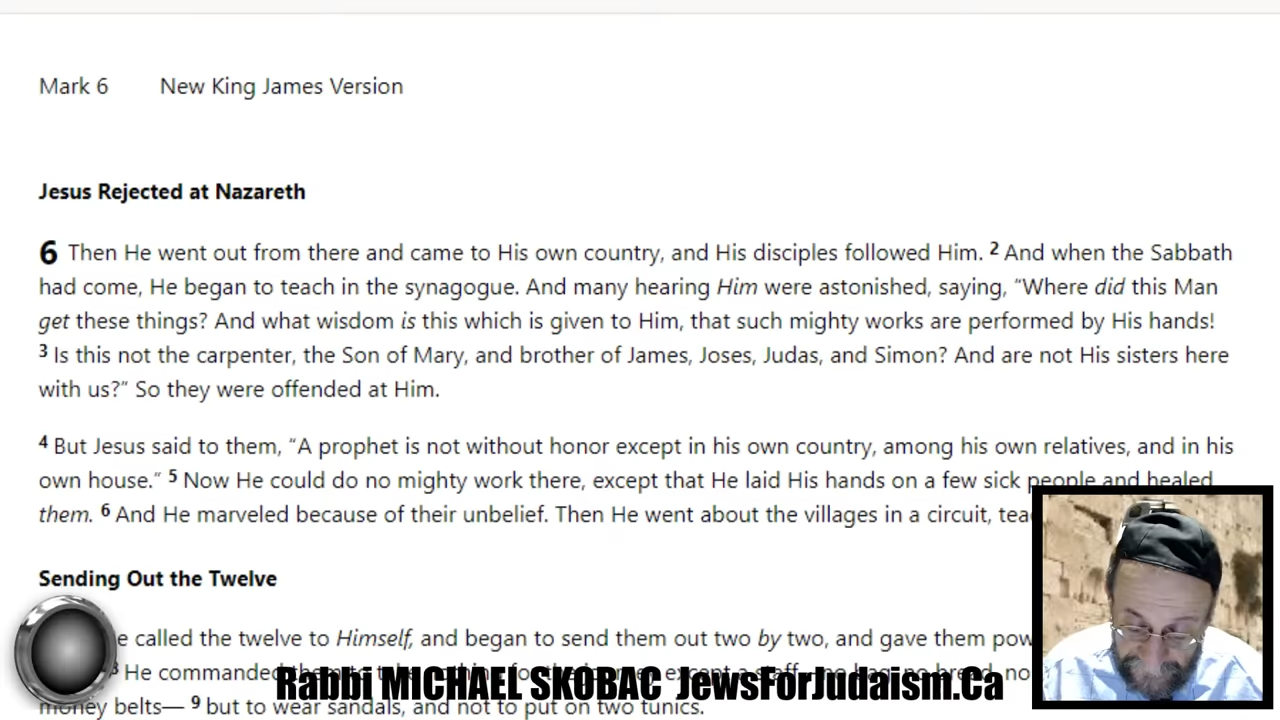 Mark 6 New King James Version
Jesus Rejected at Nazareth
6 Then He went out from there and came to His own country, and His disciples followed Him. 2 And when the Sabbath
had come, He began to teach in the synagogue. And many hearing Him were astonished, saying, “Where did this Man
get these things? And what wisdom is this which is given to Him, that such mighty works are performed by His hands!
3 Is this not the carpenter, the Son of Mary, and brother of James, Joses, Judas, and Simon? And are not His sisters here
with us?” So they were offended at Him.
4 But Jesus said to them, “A prophet is not without honor except in his own country, among his own relatives, and in his
own house.” 5 Now He could do no mighty work there, except that He laid His hands on a few sick people and healed
them. 6 And He marveled because of their unbelief. Then He went about the villages in a circuit,
Sending Out the Twelve
called the twelve to Himself, and began to send them out two by two, and gave them
He commanded
Rabbi MICHAEL SKOBAC JewsForJudaism.Ca
money belts— 9 but to wear sandals, and not to put on two tunics.